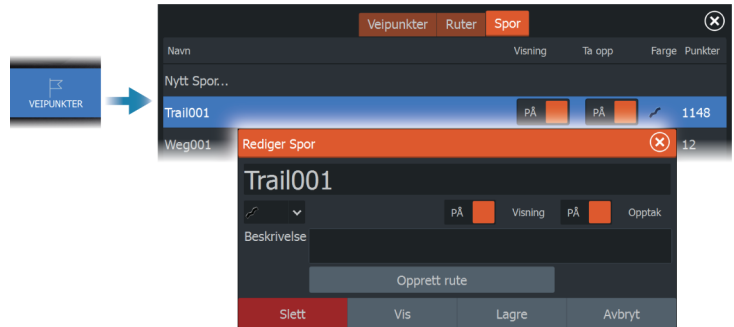 Veipunkter Ruter Spor
Navn Visning Ta opp Farge Punkter
Nytt Spor...
VEIPUNKTER
Trail001 PÅ PÅ 1148
Weg001 12
Rediger Spor
Trail001
PÅ Visning PÅ Opptak
Beskrivelse
Opprett rute
Slett Vis Lagre Avbryt